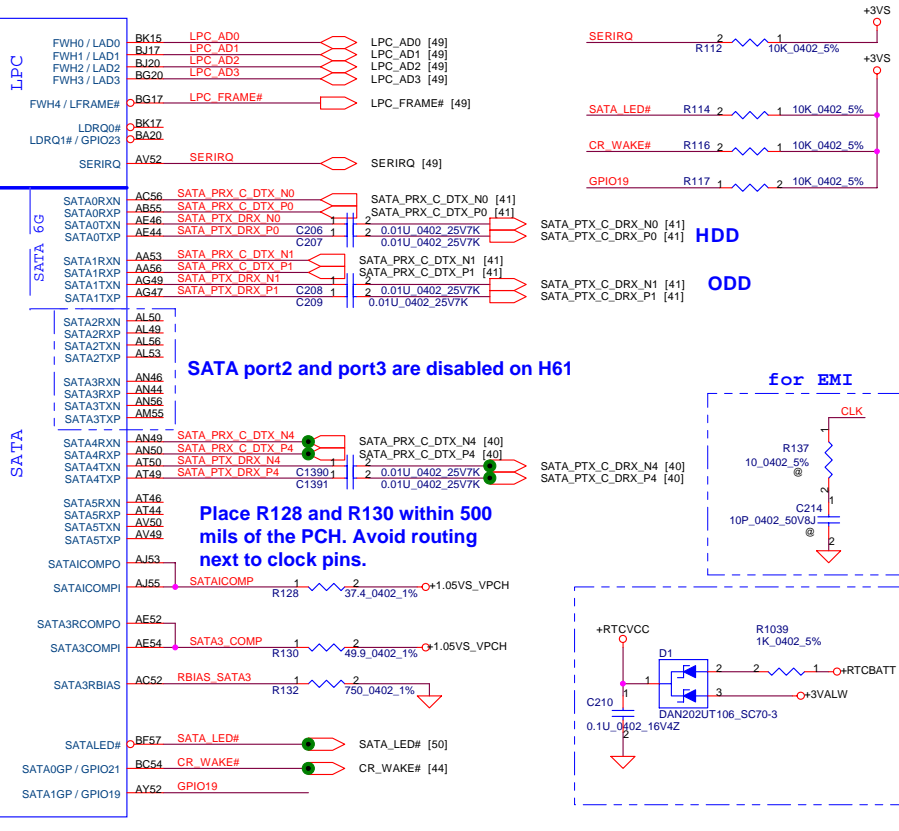 LPC
FWH0 / LAD0 BK15 LPC_AD0 LPC_AD0 [49]
FWH1 / LAD1 BJ17 LPC_AD1 LPC_AD1 [49]
FWH2 / LAD2 BJ20 LPC_AD2 LPC_AD2 [49]
FWH3 / LAD3 BG20 LPC_AD3 LPC_AD3 [49]
FWH4 / LFRAME# BG17 LPC_FRAME# LPC_FRAME# [49]
LDRQ0# BK17
LDRQ1# / GPIO23 BA20
SERIRQ AV52 SERIRQ SERIRQ [49]
+3VS
SERIRQ 2 1
R112 10K_0402_5%
+3VS
SATA_LED# R114 2 1 10K_0402_5%
CR_WAKE# R116 2 1 10K_0402_5%
GPIO19 R117 1 2 10K_0402_5%
SATA 6G
SATA0RXN AC56 SATA_PRX_C_DTX_N0 SATA_PRX_C_DTX_N0 [41]
SATA0RXP AB55 SATA_PRX_C_DTX_P0 SATA_PRX_C_DTX_P0 [41]
SATA0TXN AE46 SATA_PTX_DRX_N0 1 2 SATA_PTX_C_DRX_N0 [41]
SATA0TXP AE44 SATA_PTX_DRX_P0 C206 1 2 0.01U_0402_25V7K SATA_PTX_C_DRX_P0 [41]
C207 0.01U_0402_25V7K
HDD
SATA1RXN AA53 SATA_PRX_C_DTX_N1 SATA_PRX_C_DTX_N1 [41]
SATA1RXP AA56 SATA_PRX_C_DTX_P1 SATA_PRX_C_DTX_P1 [41]
SATA1TXN AG49 SATA_PTX_DRX_N1 1 2 SATA_PTX_C_DRX_N1 [41]
SATA1TXP AG47 SATA_PTX_DRX_P1 C208 1 2 0.01U_0402_25V7K SATA_PTX_C_DRX_P1 [41]
C209 0.01U_0402_25V7K
ODD
SATA
SATA2RXN AL50
SATA2RXP AL49
SATA2TXN AL56
SATA2TXP AL53
SATA port2 and port3 are disabled on H61
SATA3RXN AN46
SATA3RXP AN44
SATA3TXN AN56
SATA3TXP AM55
SATA4RXN AN49 SATA_PRX_C_DTX_N4 SATA_PRX_C_DTX_N4 [40]
SATA4RXP AN50 SATA_PRX_C_DTX_P4 SATA_PRX_C_DTX_P4 [40]
SATA4TXN AT50 SATA_PTX_DRX_N4 1 2 SATA_PTX_C_DRX_N4 [40]
SATA4TXP AT49 SATA_PTX_DRX_P4 C1390 1 2 0.01U_0402_25V7K SATA_PTX_C_DRX_P4 [40]
C1391 0.01U_0402_25V7K
SATA5RXN AT46
SATA5RXP AT44
SATA5TXN AV50
SATA5TXP AV49
Place R128 and R130 within 500
mils of the PCH. Avoid routing
next to clock pins.
SATAICOMPO AJ53
SATAICOMPI AJ55 SATAICOMP 1 2 +1.05VS_VPCH
R128 37.4_0402_1%
SATA3RCOMPO AE52
SATA3COMPI AE54 SATA3_COMP 1 2 +1.05VS_VPCH
R130 49.9_0402_1%
SATA3RBIAS AC52 RBIAS_SATA3 1 2
R132 750_0402_1%
SATALED# BF57 SATA_LED# SATA_LED# [50]
SATA0GP / GPIO21 BC54 CR_WAKE# CR_WAKE# [44]
SATA1GP / GPIO19 AY52 GPIO19
for EMI
CLK
1
R137
10_0402_5%
@
2
1
C214
10P_0402_50V8J
@
2
+RTCVCC
R1039
1K_0402_5%
D1
2 2 1 +RTCBATT
1
3 +3VALW
DAN202UT106_SC70-3
1
C210
0.1U_0402_16V4Z
2